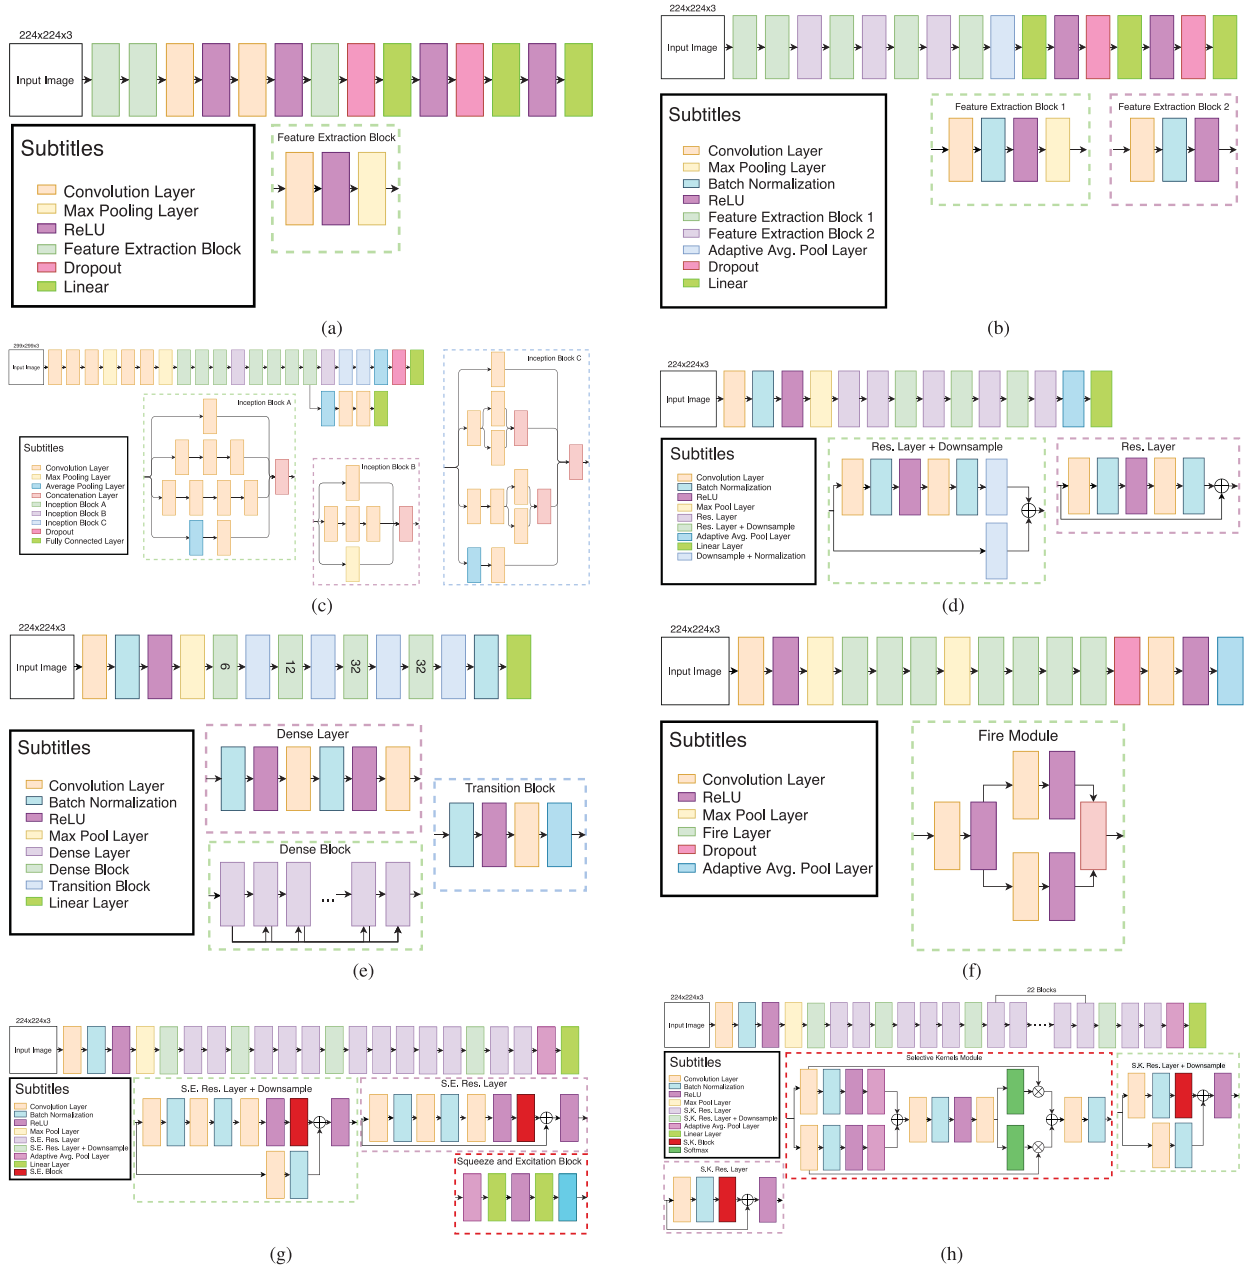 224x224x3
Input Image
Subtitles
Convolution Layer
Max Pooling Layer
ReLU
Feature Extraction Block
Dropout
Linear
Feature Extraction Block
(a)
224x224x3
Input Image
Feature Extraction Block 1
Feature Extraction Block 2
Subtitles
Convolution Layer
Max Pooling Layer
Batch Normalization
ReLU
Feature Extraction Block 1
Feature Extraction Block 2
Adaptive Avg. Pool Layer
Dropout
Linear
(b)
299x299x3
Input Image
Inception Block A
Inception Block B
Inception Block C
Subtitles
Convolution Layer
Max Pooling Layer
Average Pooling Layer
Concatenation Layer
Inception Block A
Inception Block B
Inception Block C
Dropout
Fully Connected Layer
(c)
224x224x3
Input Image
Res. Layer + Downsample
Res. Layer
Subtitles
Convolution Layer
Batch Normalization
ReLU
Max Pool Layer
Res. Layer
Res. Layer + Downsample
Adaptive Avg. Pool Layer
Linear Layer
Downsample + Normalization
(d)
224x224x3
Input Image
6
12
32
32
Subtitles
Convolution Layer
Batch Normalization
ReLU
Max Pool Layer
Dense Layer
Dense Block
Transition Block
Linear Layer
Dense Layer
Dense Block
...
Transition Block
(e)
224x224x3
Input Image
Subtitles
Convolution Layer
ReLU
Max Pool Layer
Fire Layer
Dropout
Adaptive Avg. Pool Layer
Fire Module
(f)
224x224x3
Input Image
Subtitles
Convolution Layer
Batch Normalization
ReLU
Max Pool Layer
S.E. Res. Layer
S.E. Res. Layer + Downsample
Adaptive Avg. Pool Layer
Linear Layer
S.E. Block
S.E. Res. Layer + Downsample
S.E. Res. Layer
Squeeze and Excitation Block
(g)
22 Blocks
224x224x3
Input Image
Subtitles
Convolution Layer
Batch Normalization
ReLU
Max Pool Layer
S.K. Res. Layer
S.K. Res. Layer + Downsample
Adaptive Avg. Pool Layer
Linear Layer
S.K. Block
Softmax
Selective Kernels Module
S.K. Res. Layer + Downsample
S.K. Res. Layer
(h)